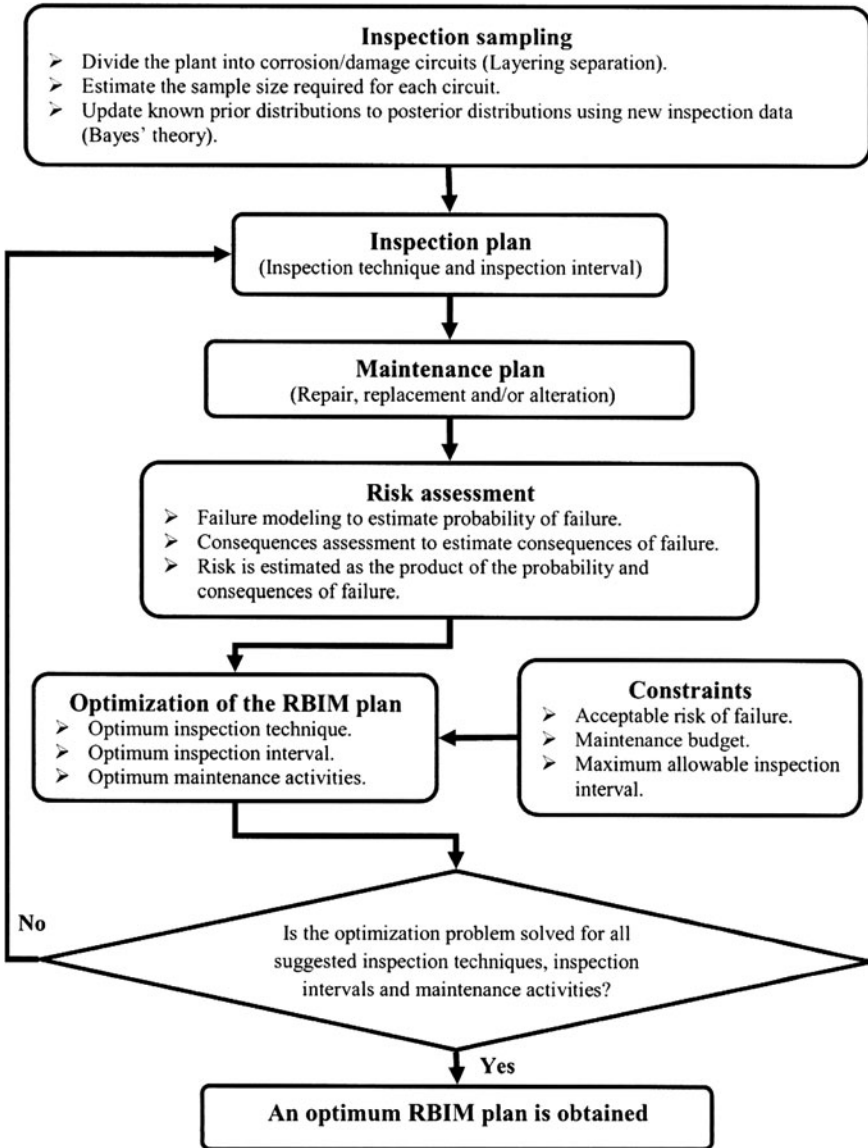 Inspection sampling
➢ Divide the plant into corrosion/damage circuits (Layering separation).
➢ Estimate the sample size required for each circuit.
➢ Update known prior distributions to posterior distributions using new inspection data
(Bayes' theory).
Inspection plan
(Inspection technique and inspection interval)
Maintenance plan
(Repair, replacement and/or alteration)
Risk assessment
➢ Failure modeling to estimate probability of failure.
➢ Consequences assessment to estimate consequences of failure.
➢ Risk is estimated as the product of the probability and
consequences of failure.
Optimization of the RBIM plan
➢ Optimum inspection technique.
➢ Optimum inspection interval.
➢ Optimum maintenance activities.
Constraints
➢ Acceptable risk of failure.
➢ Maintenance budget.
➢ Maximum allowable inspection
interval.
No
Is the optimization problem solved for all
suggested inspection techniques, inspection
intervals and maintenance activities?
Yes
An optimum RBIM plan is obtained